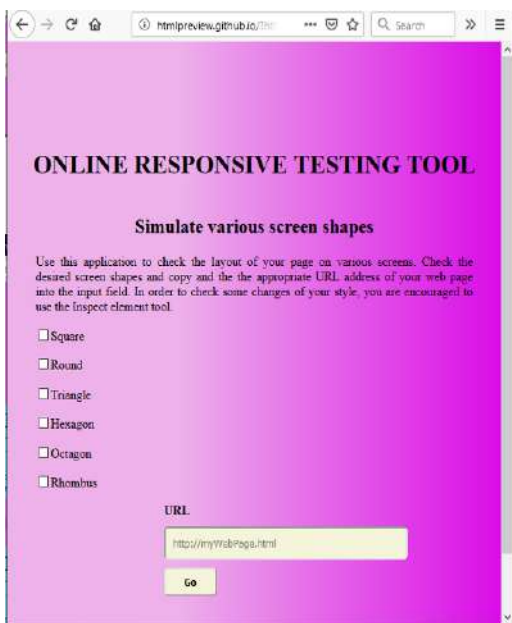 htmlpreview.github.io/
Search
ONLINE RESPONSIVE TESTING TOOL
Simulate various screen shapes
Use this application to check the layout of your page on various screens. Check the
desired screen shapes and copy and the the appropriate URL address of your web page
into the input field. In order to check some changes of your style, you are encouraged to
use the Inspect element tool.
Square
Round
Triangle
Hexagon
Octagon
Rhombus
URL
http://myWebPage.html
Go